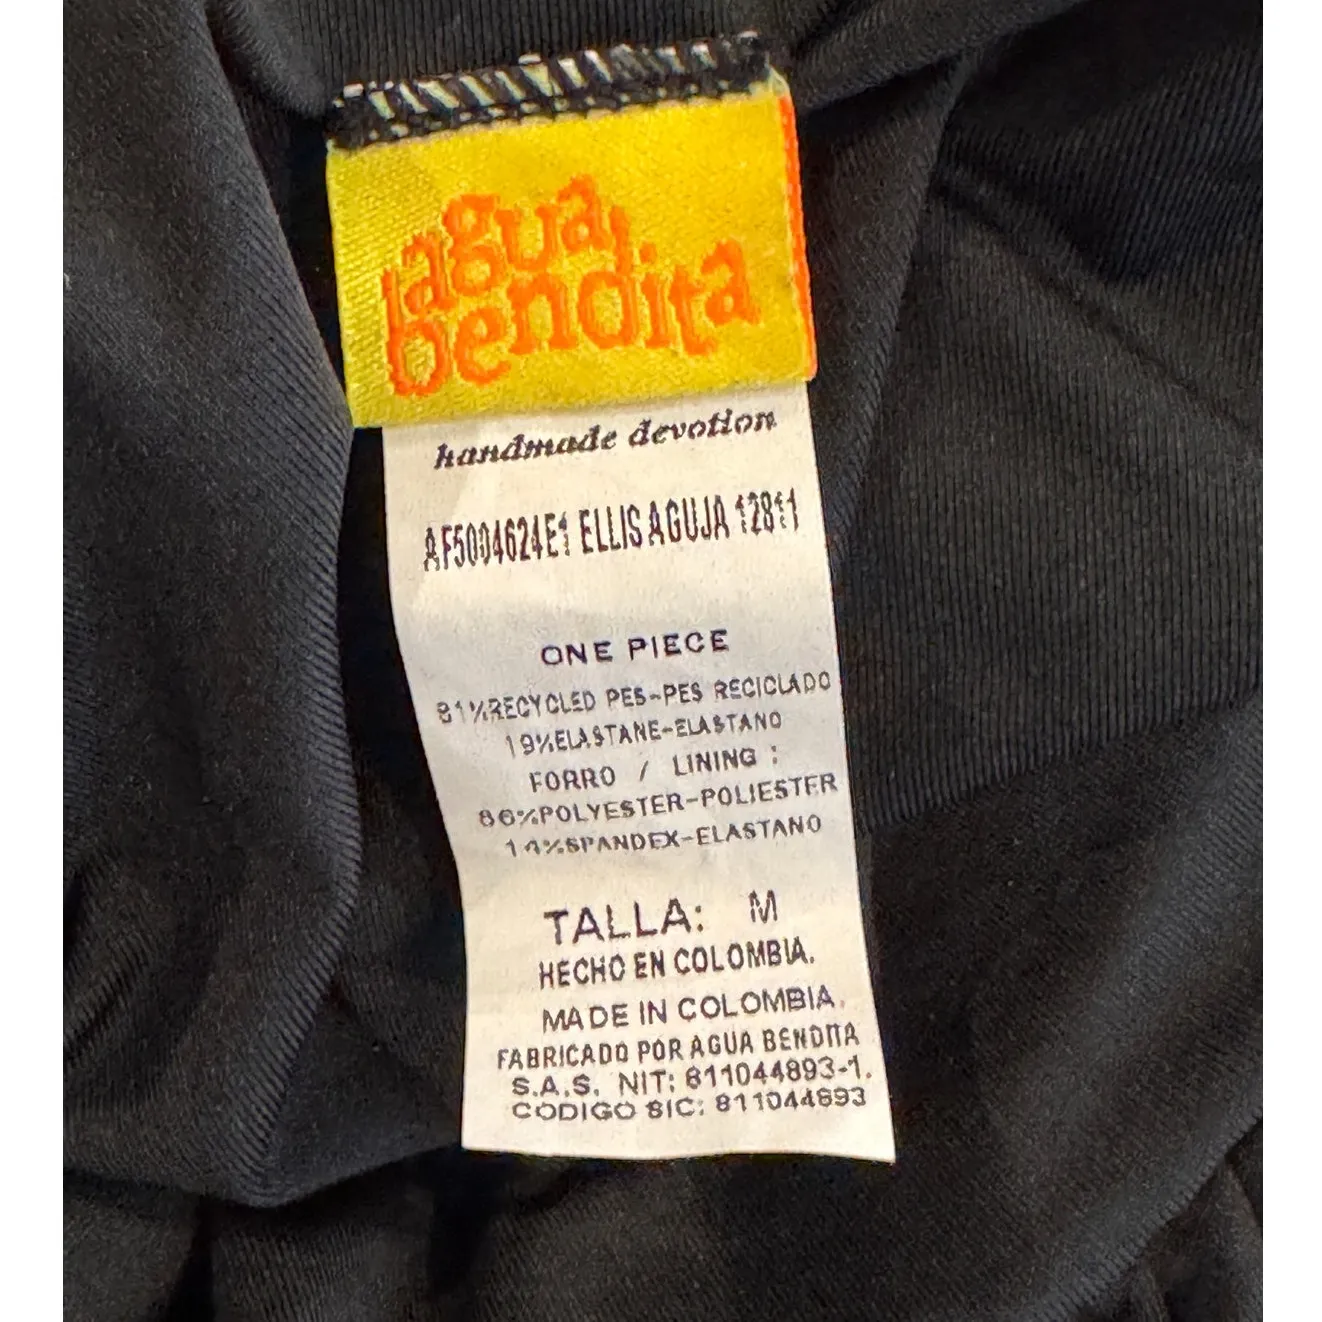 agua
bendita
handmade devotion
AF5004624E1 ELLIS AGUJA 12811
ONE PIECE
81%RECYCLED PES-PES RECICLADO
19%ELASTANE-ELASTANO
FORRO / LINING :
86%POLYESTER-POLIESTER
14%SPANDEX-ELASTANO
TALLA: M
HECHO EN COLOMBIA.
MADE IN COLOMBIA.
FABRICADO POR AGUA BENDITA
S.A.S. NIT: 811044893-1.
CODIGO SIC: 811044893